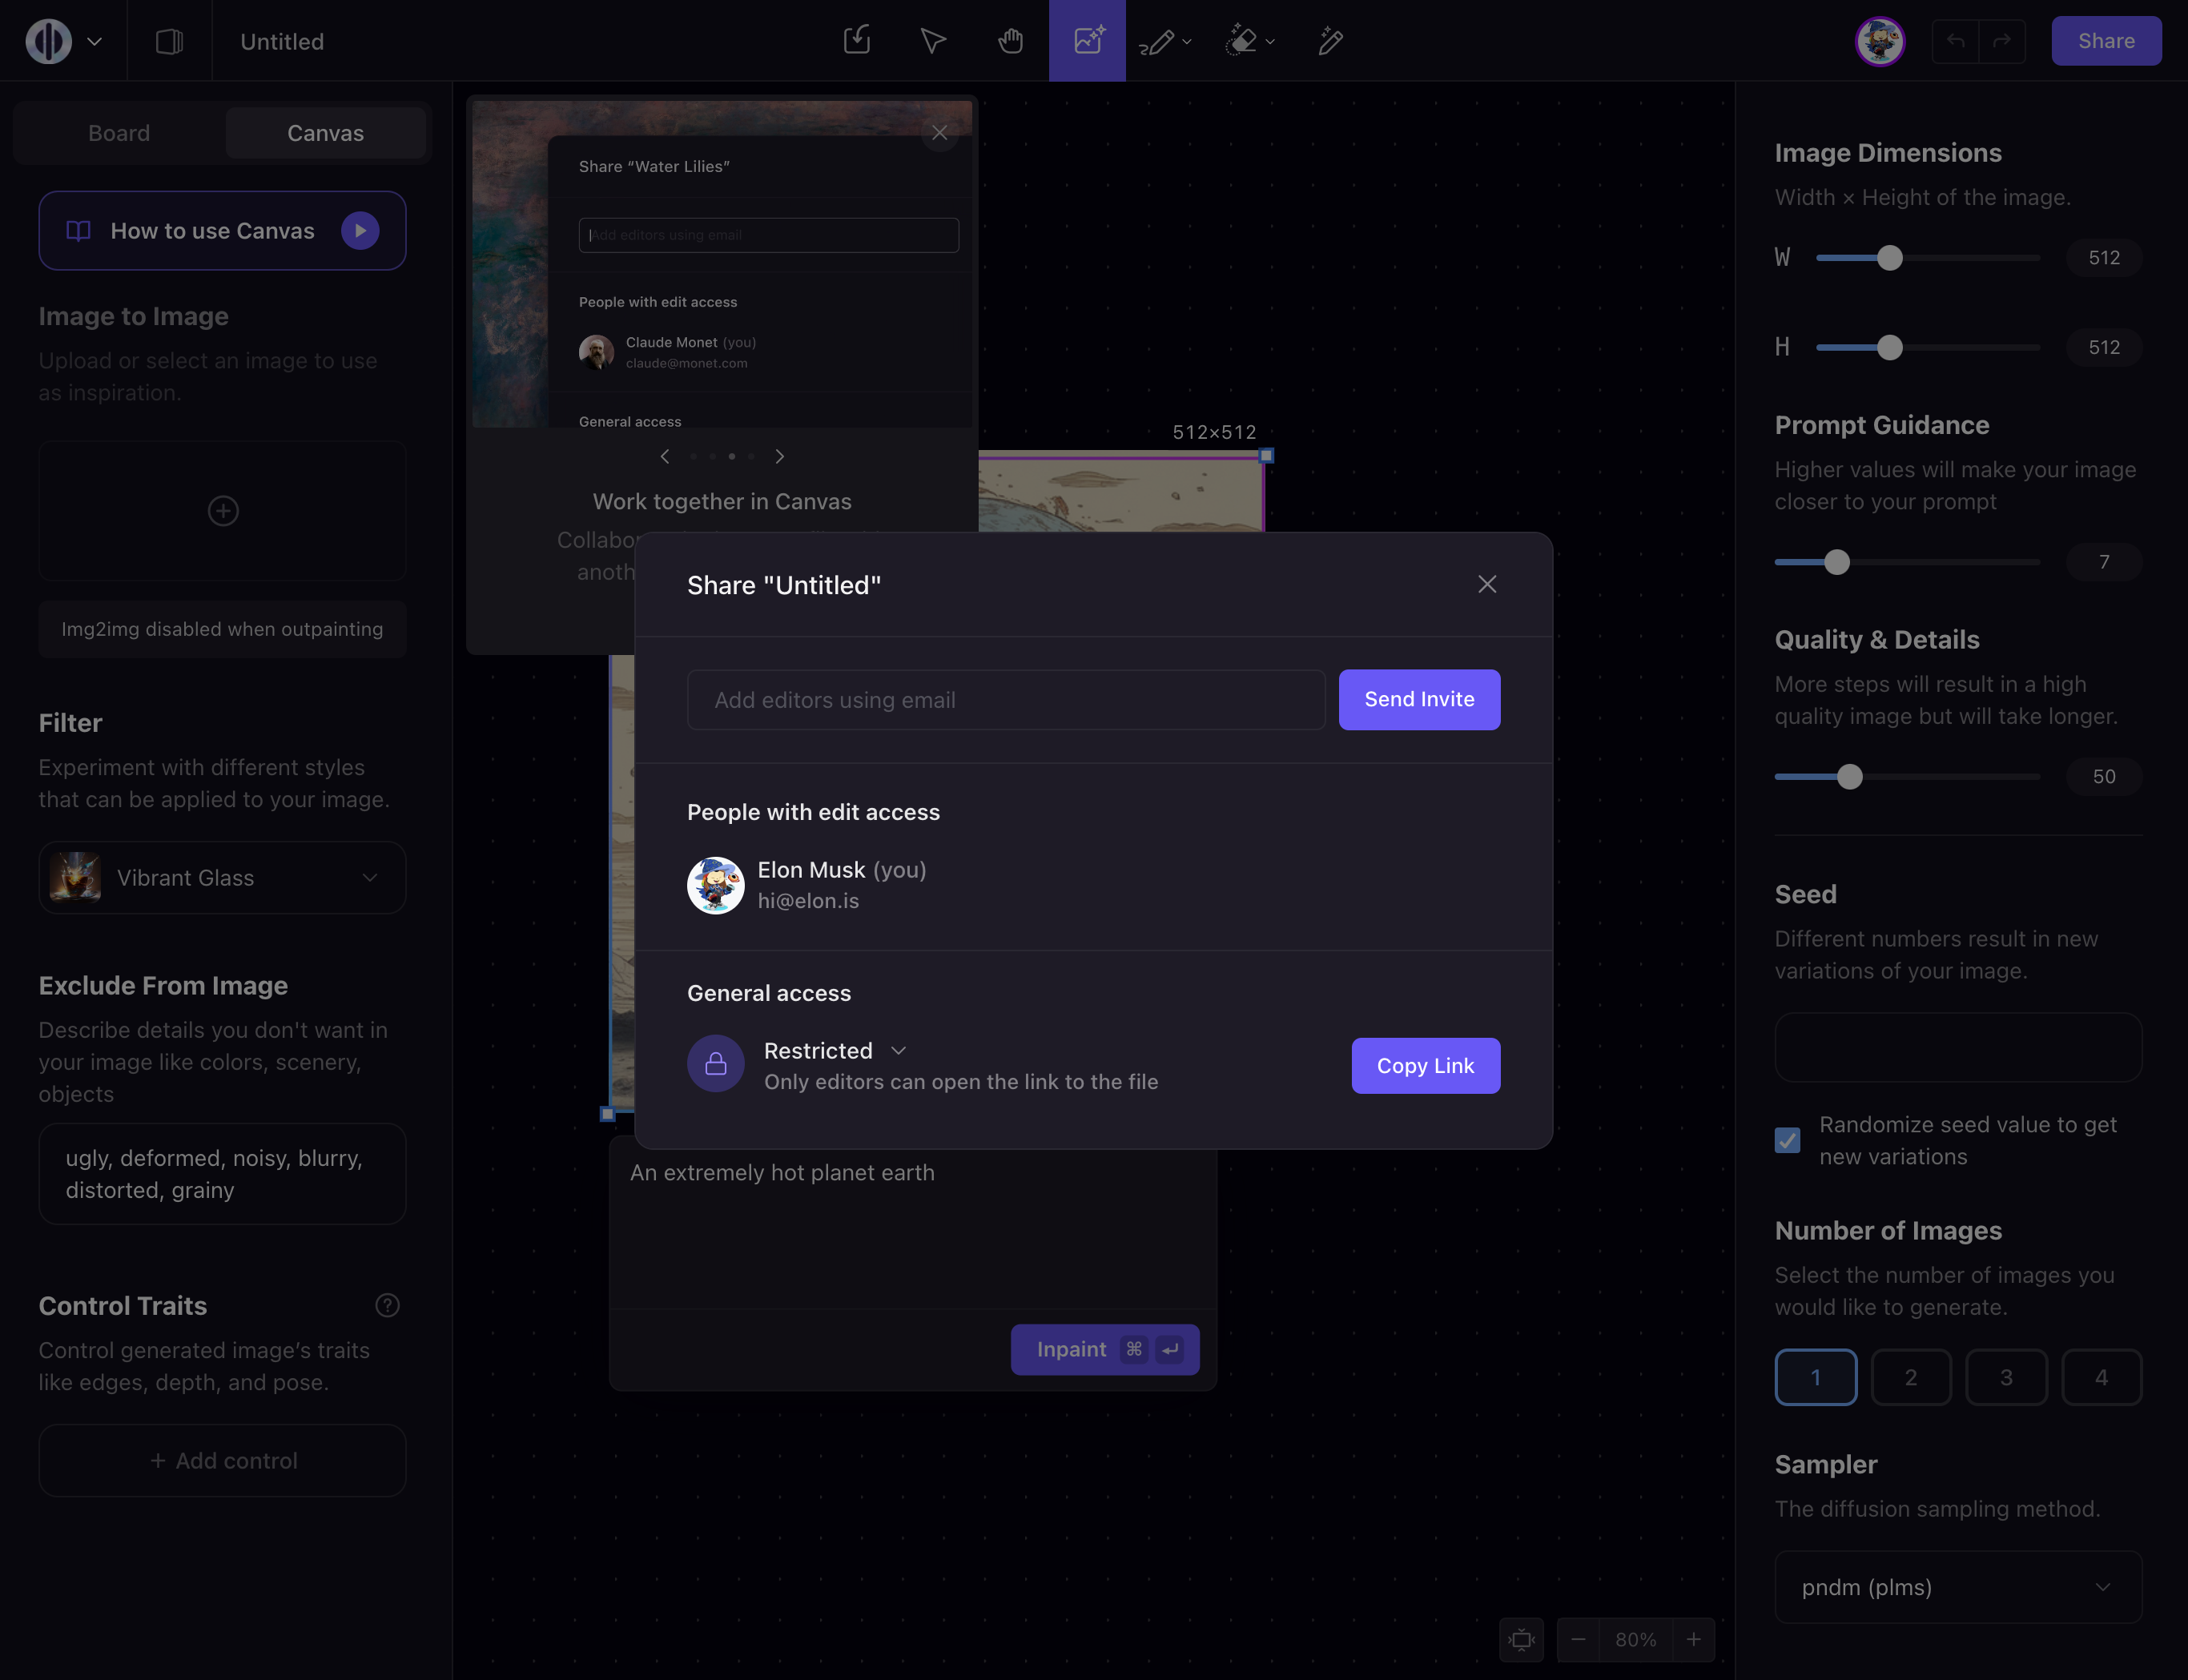 Untitled
Share
Board
Canvas
How to use Canvas
Image to Image
Upload or select an image to use
as inspiration.
Img2img disabled when outpainting
Filter
Experiment with different styles
that can be applied to your image.
Vibrant Glass
Exclude From Image
Describe details you don't want in
your image like colors, scenery,
objects
ugly, deformed, noisy, blurry,
distorted, grainy
Control Traits
?
Control generated image’s traits
like edges, depth, and pose.
+ Add control
Share “Water Lilies”
Add editors using email
People with edit access
Claude Monet (you)
claude@monet.com
General access
Work together in Canvas
512×512
Share "Untitled"
Add editors using email
Send Invite
People with edit access
Elon Musk (you)
hi@elon.is
General access
Restricted
Only editors can open the link to the file
Copy Link
An extremely hot planet earth
Inpaint ⌘
80%
Image Dimensions
Width × Height of the image.
W
512
H
512
Prompt Guidance
Higher values will make your image
closer to your prompt
7
Quality & Details
More steps will result in a high
quality image but will take longer.
50
Seed
Different numbers result in new
variations of your image.
Randomize seed value to get
new variations
Number of Images
Select the number of images you
would like to generate.
1
2
3
4
Sampler
The diffusion sampling method.
pndm (plms)